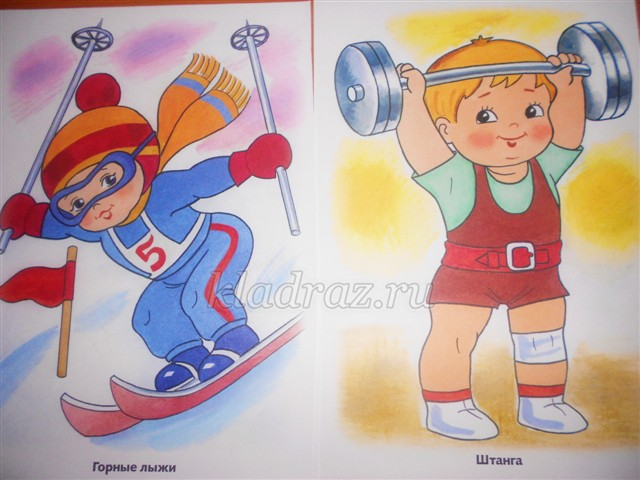 5
kladraz.ru
Горные лыжи
Штанга